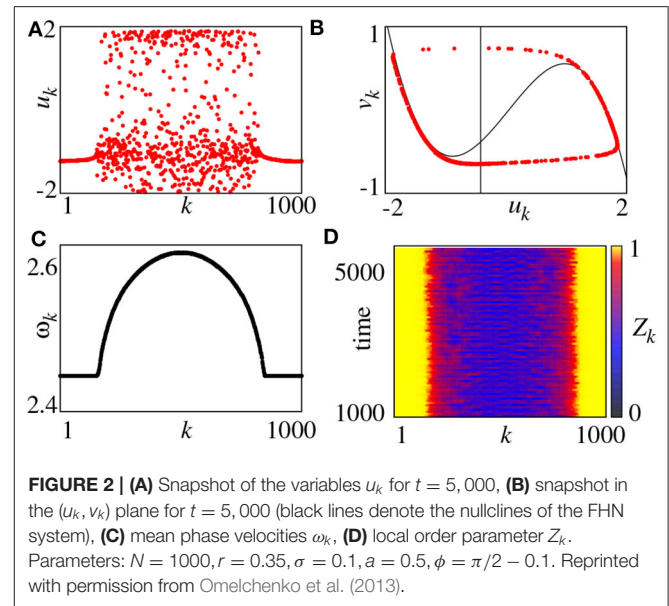 A
2
u_k
-2
1
k
1000
B
1
v_k
-1
-2
u_k
2
C
2.6
ω_k
2.4
1
k
1000
D
5000
time
1000
1
k
1000
1
Z_k
0
FIGURE 2 | (A) Snapshot of the variables u_k for t = 5, 000, (B) snapshot in
the (u_k, v_k) plane for t = 5, 000 (black lines denote the nullclines of the FHN
system), (C) mean phase velocities ω_k, (D) local order parameter Z_k.
Parameters: N = 1000, r = 0.35, σ = 0.1, a = 0.5, ϕ = π/2 − 0.1. Reprinted
with permission from Omelchenko et al. (2013).